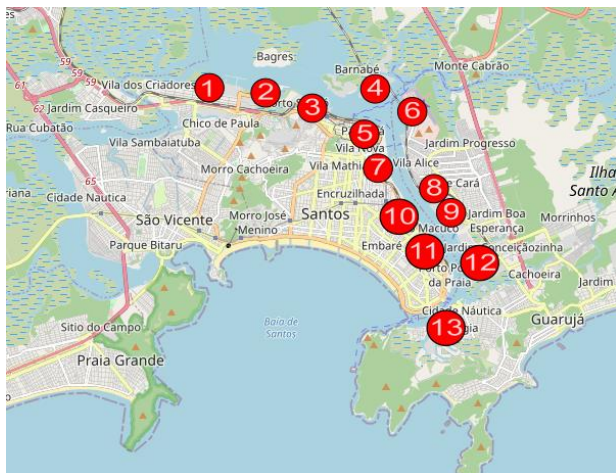 59
Bagres
Barnabé
Monte Cabrão
Vila dos Criadores
59
60
61
62
Jardim Casqueiro
Rua Cubatão
Chico de Paula
Vila Sambaiatuba
Vila Nova
Vila Alice
Jardim Progresso
Vila Mathias
Morro Cachoeira
65
Cidade Nautica
São Vicente
Parque Bitaru
Morro José
Menino
Santos
Encruzilhada
Embaré
Macuco
Jardim Boa
Esperança
Morrinhos
Ilha
Santo A
Cachoeira
Jardim
da Praia
Cidade Náutica
Guarujá
Sitio do Campo
Praia Grande
Baia de
Santos
1
2
3
4
5
6
7
8
9
10
11
12
13